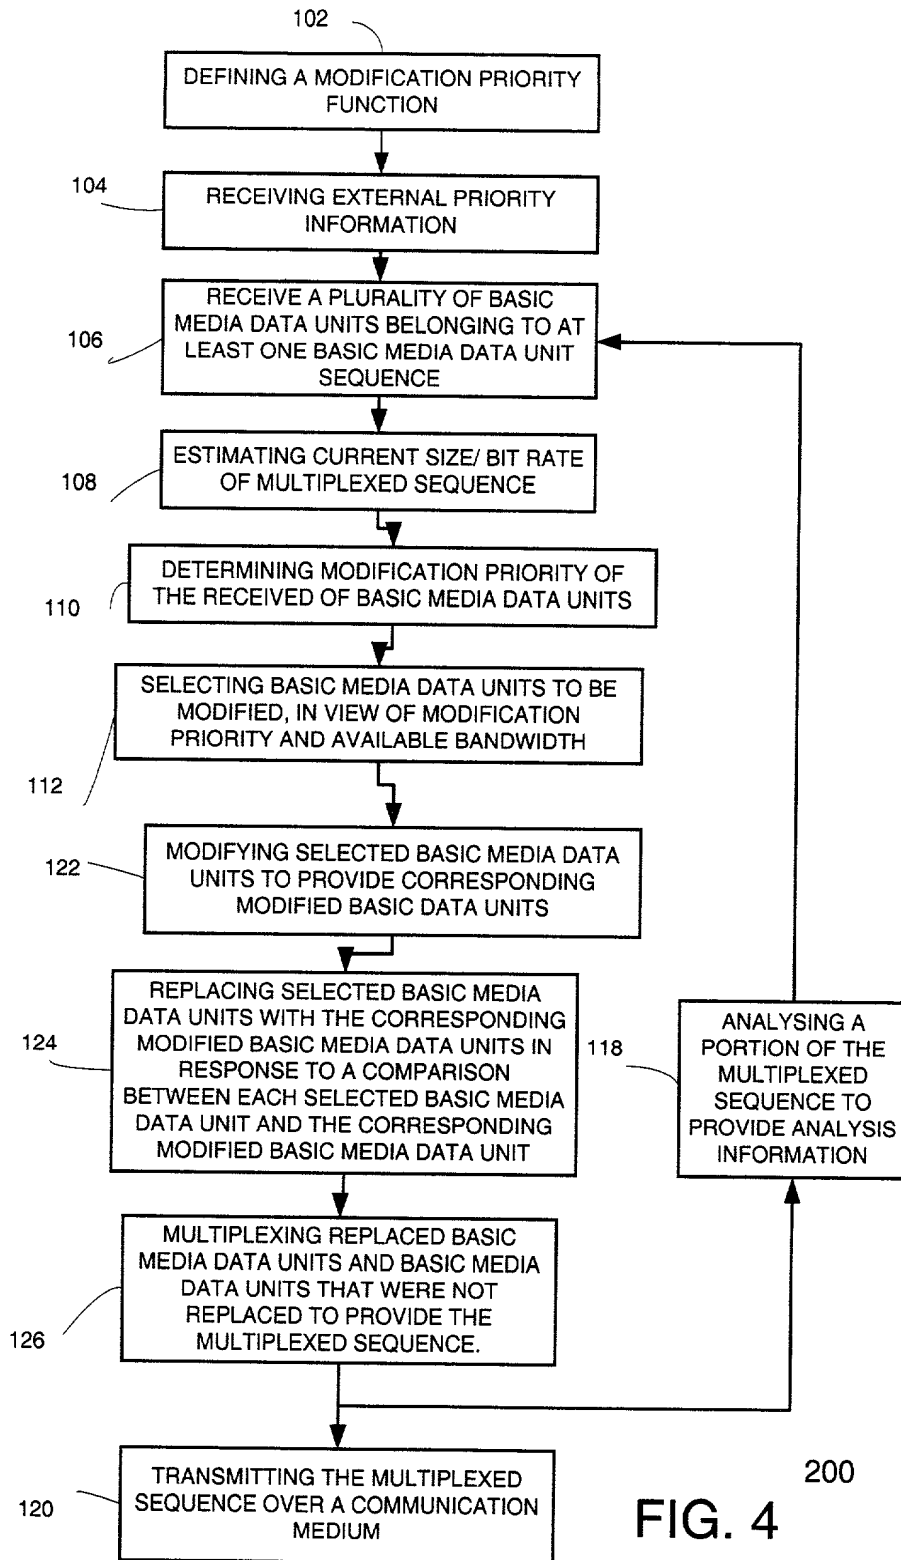 102
DEFINING A MODIFICATION PRIORITY
FUNCTION
104
RECEIVING EXTERNAL PRIORITY
INFORMATION
106
RECEIVE A PLURALITY OF BASIC
MEDIA DATA UNITS BELONGING TO AT
LEAST ONE BASIC MEDIA DATA UNIT
SEQUENCE
108
ESTIMATING CURRENT SIZE/ BIT RATE
OF MULTIPLEXED SEQUENCE
110
DETERMINING MODIFICATION PRIORITY OF
THE RECEIVED OF BASIC MEDIA DATA UNITS
112
SELECTING BASIC MEDIA DATA UNITS TO BE
MODIFIED, IN VIEW OF MODIFICATION
PRIORITY AND AVAILABLE BANDWIDTH
122
MODIFYING SELECTED BASIC MEDIA DATA
UNITS TO PROVIDE CORRESPONDING
MODIFIED BASIC DATA UNITS
124
REPLACING SELECTED BASIC MEDIA
DATA UNITS WITH THE CORRESPONDING
MODIFIED BASIC MEDIA DATA UNITS IN
RESPONSE TO A COMPARISON
BETWEEN EACH SELECTED BASIC MEDIA
DATA UNIT AND THE CORRESPONDING
MODIFIED BASIC MEDIA DATA UNIT
118
ANALYSING A
PORTION OF THE
MULTIPLEXED
SEQUENCE TO
PROVIDE ANALYSIS
INFORMATION
126
MULTIPLEXING REPLACED BASIC
MEDIA DATA UNITS AND BASIC MEDIA
DATA UNITS THAT WERE NOT
REPLACED TO PROVIDE THE
MULTIPLEXED SEQUENCE.
120
TRANSMITTING THE MULTIPLEXED
SEQUENCE OVER A COMMUNICATION
MEDIUM
200
FIG. 4